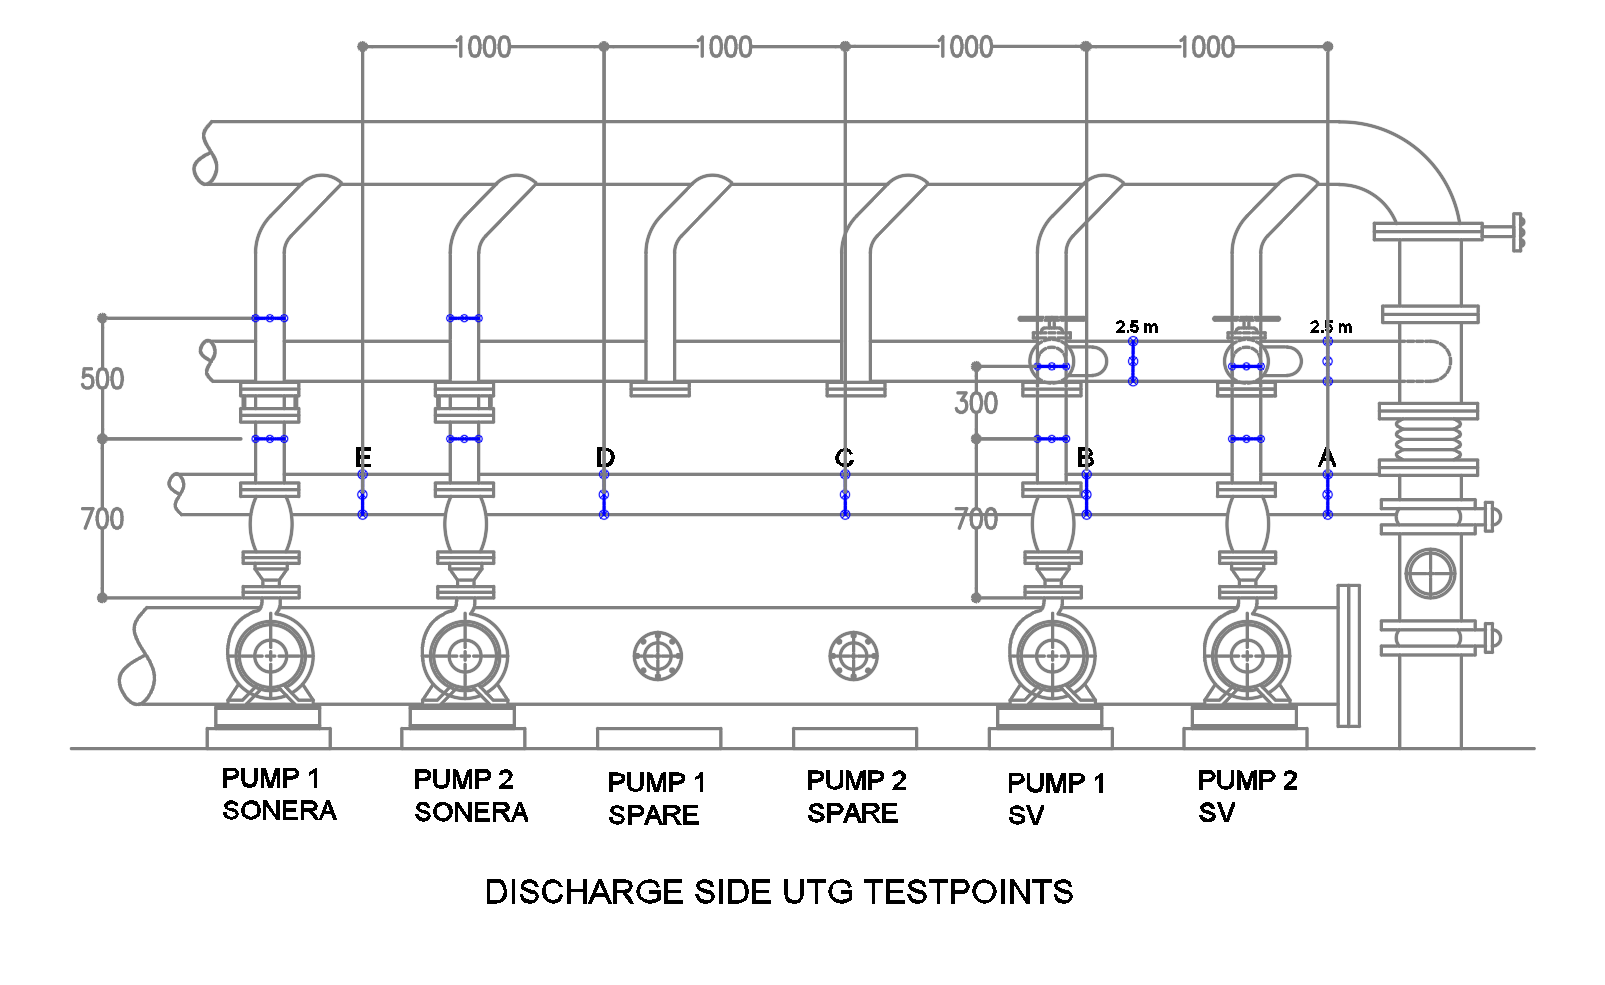 1000 1000 1000 1000
2.5 m 2.5 m
500
300
E D C B A
700 700
PUMP 1
SONERA
PUMP 2
SONERA
PUMP 1
SPARE
PUMP 2
SPARE
PUMP 1
SV
PUMP 2
SV
DISCHARGE SIDE UTG TESTPOINTS